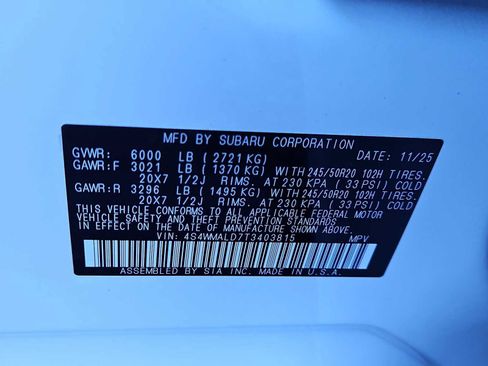 MFD BY SUBARU CORPORATION
GVWR: 6000 LB ( 2721 KG) DATE: 11/25
GAWR:F 3021 LB ( 1370 KG) WITH 245/50R20 102H TIRES.
20X7 1/2J RIMS. AT 230 KPA ( 33 PSI) COLD
GAWR:R 3296 LB ( 1495 KG) WITH 245/50R20 102H TIRES.
20X7 1/2J RIMS. AT 230 KPA ( 33 PSI) COLD
THIS VEHICLE CONFORMS TO ALL APPLICABLE FEDERAL MOTOR
VEHICLE SAFETY AND THEFT PREVENTION STANDARDS IN
EFFECT ON THE DATE OF MANUFACTURE SHOWN ABOVE.
VIN: 4S4WMALD7T3403815 MPV
ASSEMBLED BY SIA INC. MADE IN U.S.A.